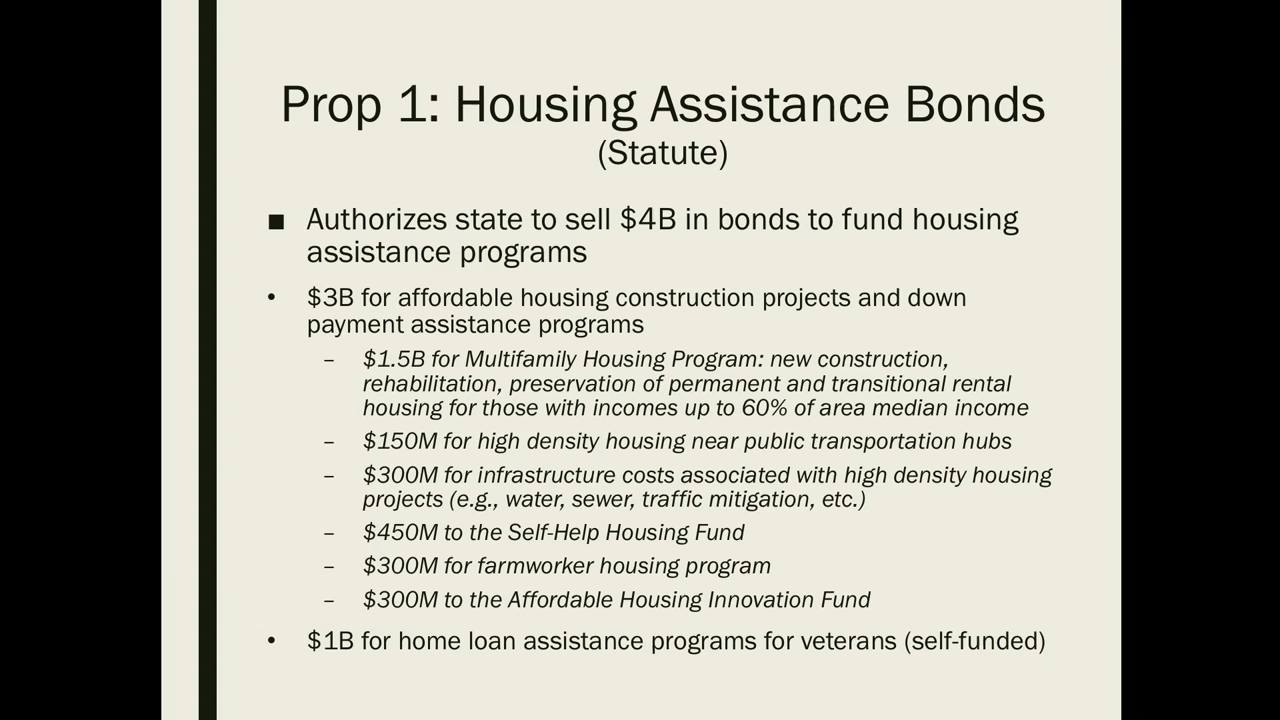 Prop 1: Housing Assistance Bonds
(Statute)
▪ Authorizes state to sell $4B in bonds to fund housing
assistance programs
• $3B for affordable housing construction projects and down
payment assistance programs
– $1.5B for Multifamily Housing Program: new construction,
rehabilitation, preservation of permanent and transitional rental
housing for those with incomes up to 60% of area median income
– $150M for high density housing near public transportation hubs
– $300M for infrastructure costs associated with high density housing
projects (e.g., water, sewer, traffic mitigation, etc.)
– $450M to the Self-Help Housing Fund
– $300M for farmworker housing program
– $300M to the Affordable Housing Innovation Fund
• $1B for home loan assistance programs for veterans (self-funded)